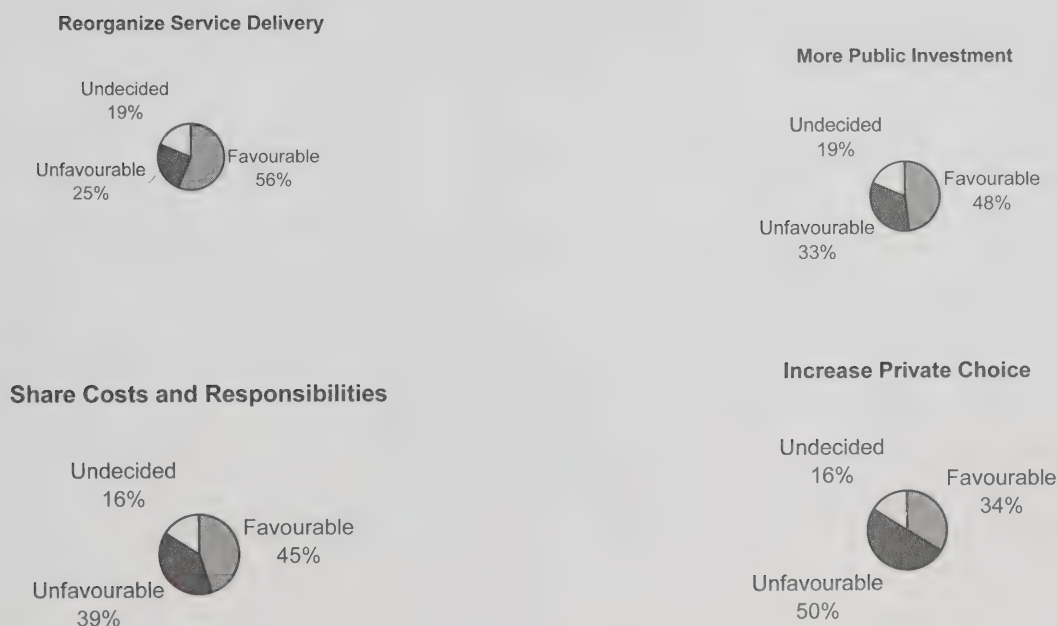 Reorganize Service Delivery
Undecided
19%
Unfavourable
25%
Favourable
56%
More Public Investment
Undecided
19%
Favourable
48%
Unfavourable
33%
Share Costs and Responsibilities
Undecided
16%
Favourable
45%
Unfavourable
39%
Increase Private Choice
Undecided
16%
Favourable
34%
Unfavourable
50%